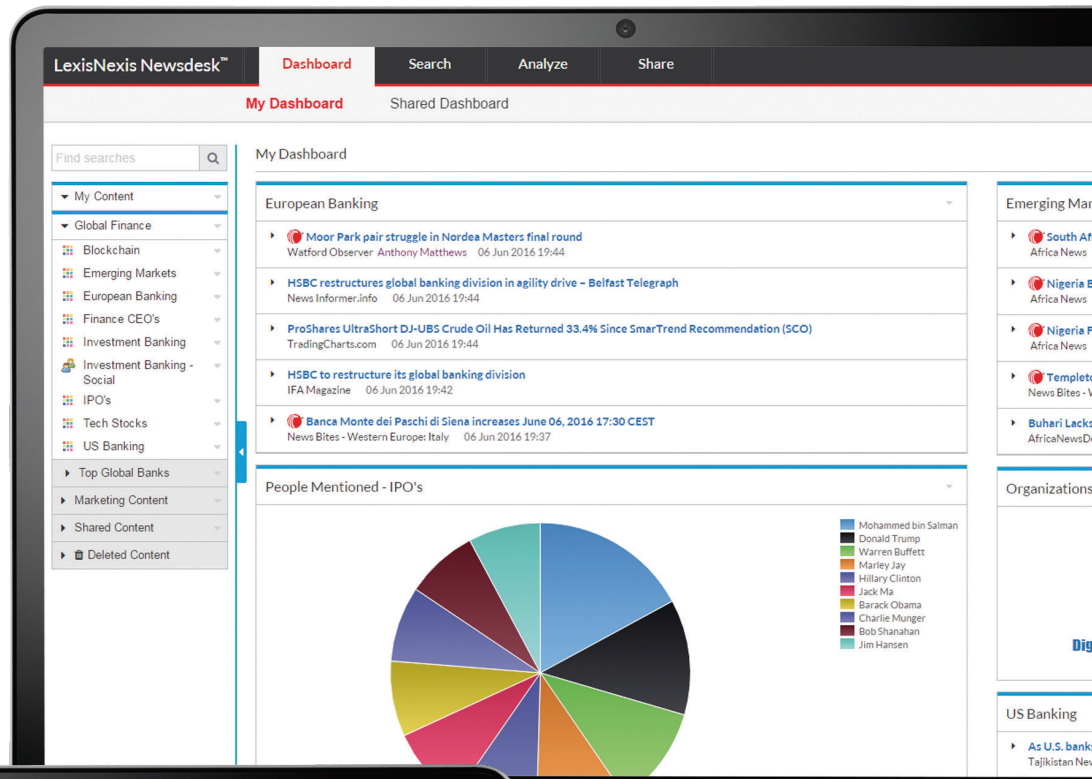 LexisNexis Newsdesk™
Dashboard
Search
Analyze
Share
My Dashboard
Shared Dashboard
Find searches
My Content
Global Finance
Blockchain
Emerging Markets
European Banking
Finance CEO's
Investment Banking
Investment Banking -
Social
IPO's
Tech Stocks
US Banking
Top Global Banks
Marketing Content
Shared Content
Deleted Content
My Dashboard
European Banking
Moor Park pair struggle in Nordea Masters final round
Watford Observer Anthony Matthews 06 Jun 2016 19:44
HSBC restructures global banking division in agility drive – Belfast Telegraph
News Informer.info 06 Jun 2016 19:44
ProShares UltraShort DJ-UBS Crude Oil Has Returned 33.4% Since SmarTrend Recommendation (SCO)
TradingCharts.com 06 Jun 2016 19:44
HSBC to restructure its global banking division
IFA Magazine 06 Jun 2016 19:42
Banca Monte dei Paschi di Siena increases June 06, 2016 17:30 CEST
News Bites - Western Europe: Italy 06 Jun 2016 19:37
People Mentioned - IPO's
Mohammed bin Salman
Donald Trump
Warren Buffett
Marley Jay
Hillary Clinton
Jack Ma
Barack Obama
Charlie Munger
Bob Shanahan
Jim Hansen
Emerging Mar
South Af
Africa News
Nigeria B
Africa News
Nigeria F
Africa News
Templeto
News Bites - W
Buhari Lacks
AfricaNewsDe
Organizations
Dig
US Banking
As U.S. banks
Tajikistan New